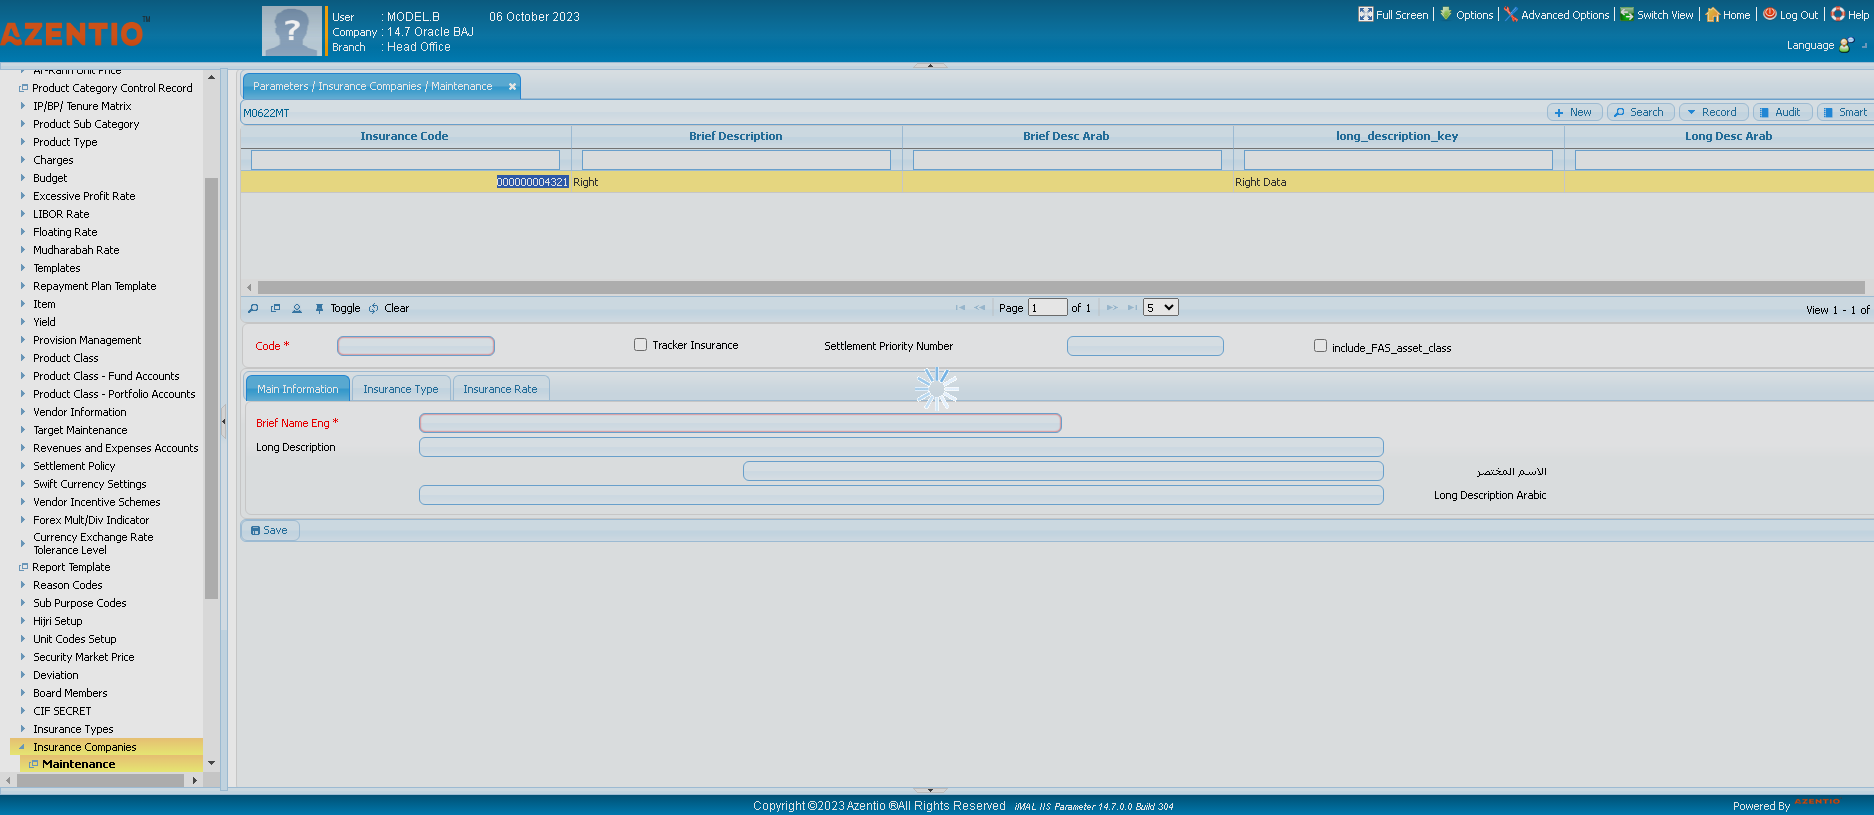 AZENTIO™
User : MODEL.B 06 October 2023
Company : 14.7 Oracle BAJ
Branch : Head Office
Full Screen Options Advanced Options Switch View Home Log Out Help
Language
Ar-Rahn Unit Price
Product Category Control Record
IP/BP/ Tenure Matrix
Product Sub Category
Product Type
Charges
Budget
Excessive Profit Rate
LIBOR Rate
Floating Rate
Mudharabah Rate
Templates
Repayment Plan Template
Item
Yield
Provision Management
Product Class
Product Class - Fund Accounts
Product Class - Portfolio Accounts
Vendor Information
Target Maintenance
Revenues and Expenses Accounts
Settlement Policy
Swift Currency Settings
Vendor Incentive Schemes
Forex Mult/Div Indicator
Currency Exchange Rate
Tolerance Level
Report Template
Reason Codes
Sub Purpose Codes
Hijri Setup
Unit Codes Setup
Security Market Price
Deviation
Board Members
CIF SECRET
Insurance Types
Insurance Companies
Maintenance
Parameters / Insurance Companies / Maintenance
M0622MT
New Search Record Audit Smart
Insurance Code Brief Description Brief Desc Arab long_description_key Long Desc Arab
000000004321 Right Right Data
Toggle Clear
Page 1 of 1 5
View 1 - 1 of
Code * Tracker Insurance Settlement Priority Number include_FAS_asset_class
Main Information Insurance Type Insurance Rate
Brief Name Eng *
Long Description
الاسم المختصر
Long Description Arabic
Save
Copyright ©2023 Azentio ®All Rights Reserved iMAL IIS Parameter 14.7.0.0 Build 304
Powered By AZENTIO